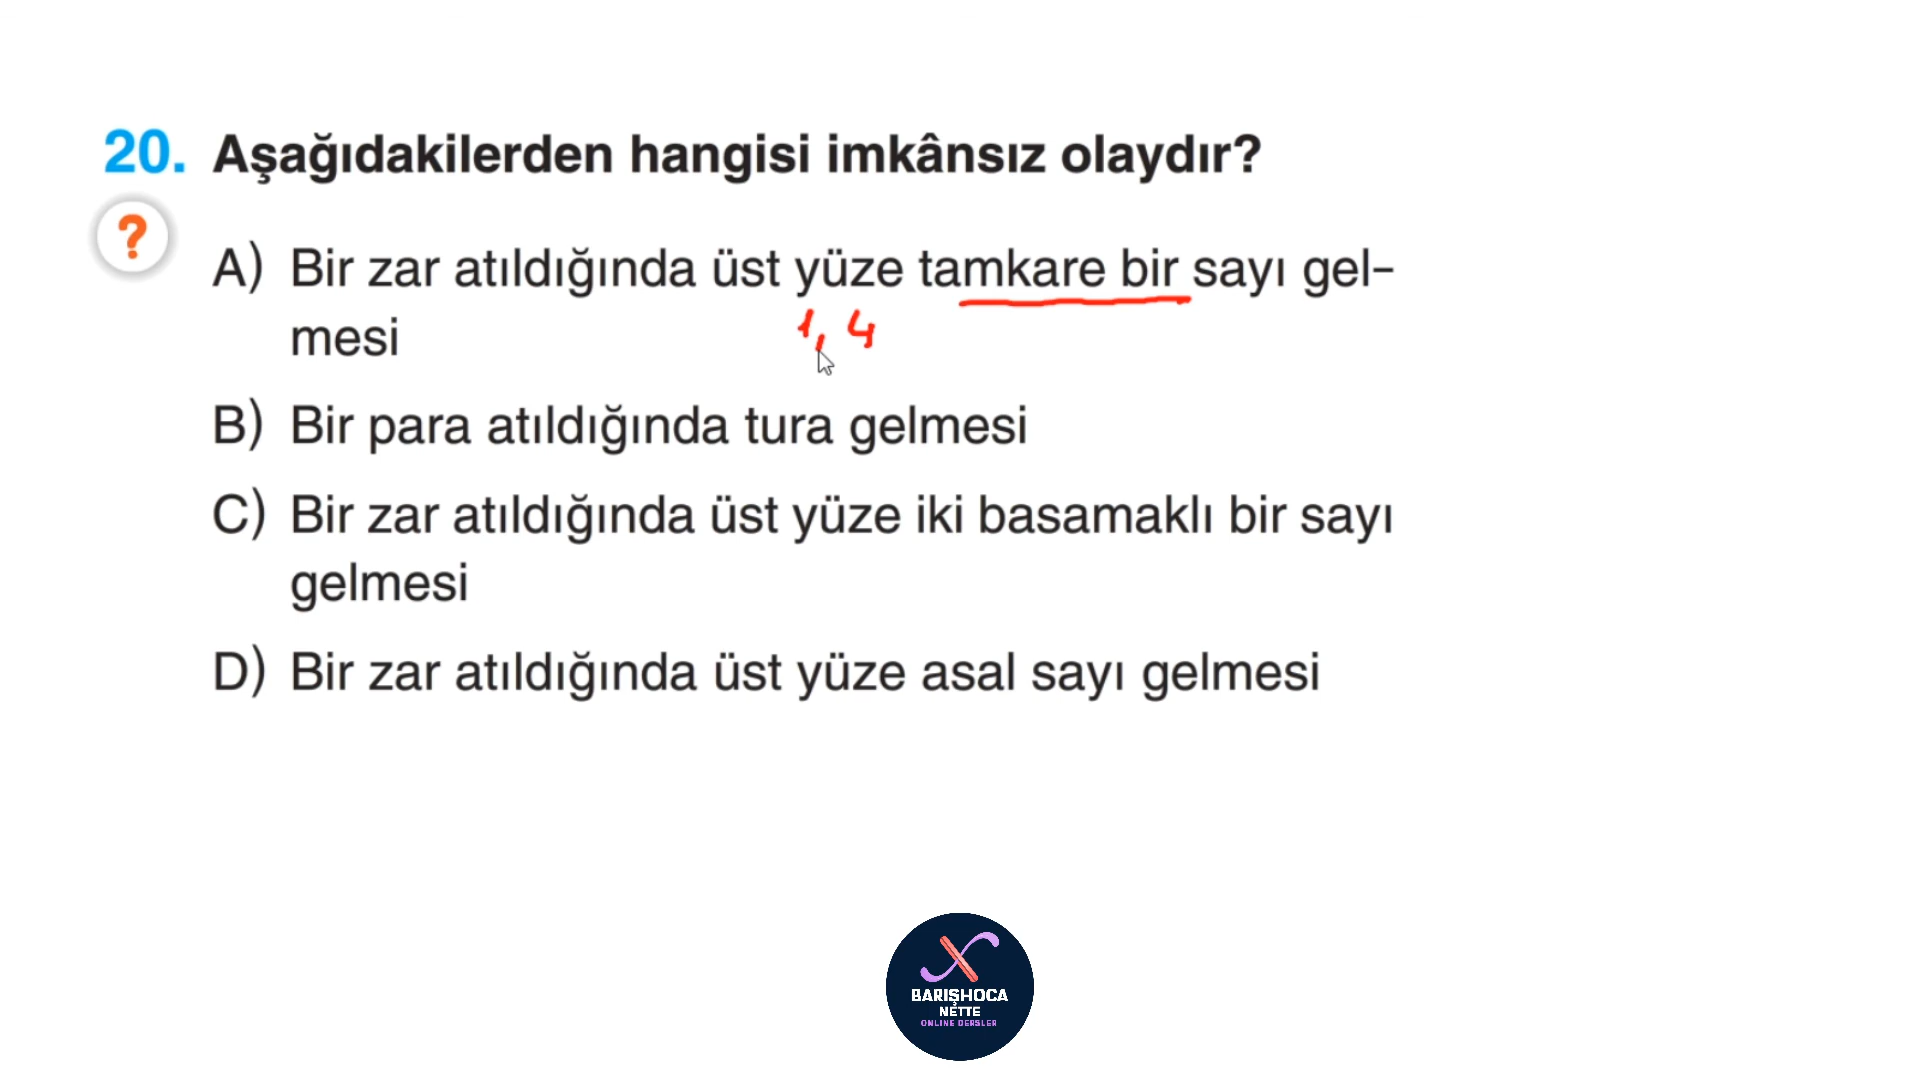 20. Aşağıdakilerden hangisi imkânsız olaydır?
?
A) Bir zar atıldığında üst yüze tamkare bir sayı gel-
mesi
1, 4
B) Bir para atıldığında tura gelmesi
C) Bir zar atıldığında üst yüze iki basamaklı bir sayı
gelmesi
D) Bir zar atıldığında üst yüze asal sayı gelmesi
BARIŞHOCA
NETTE
ONLINE DERSLER